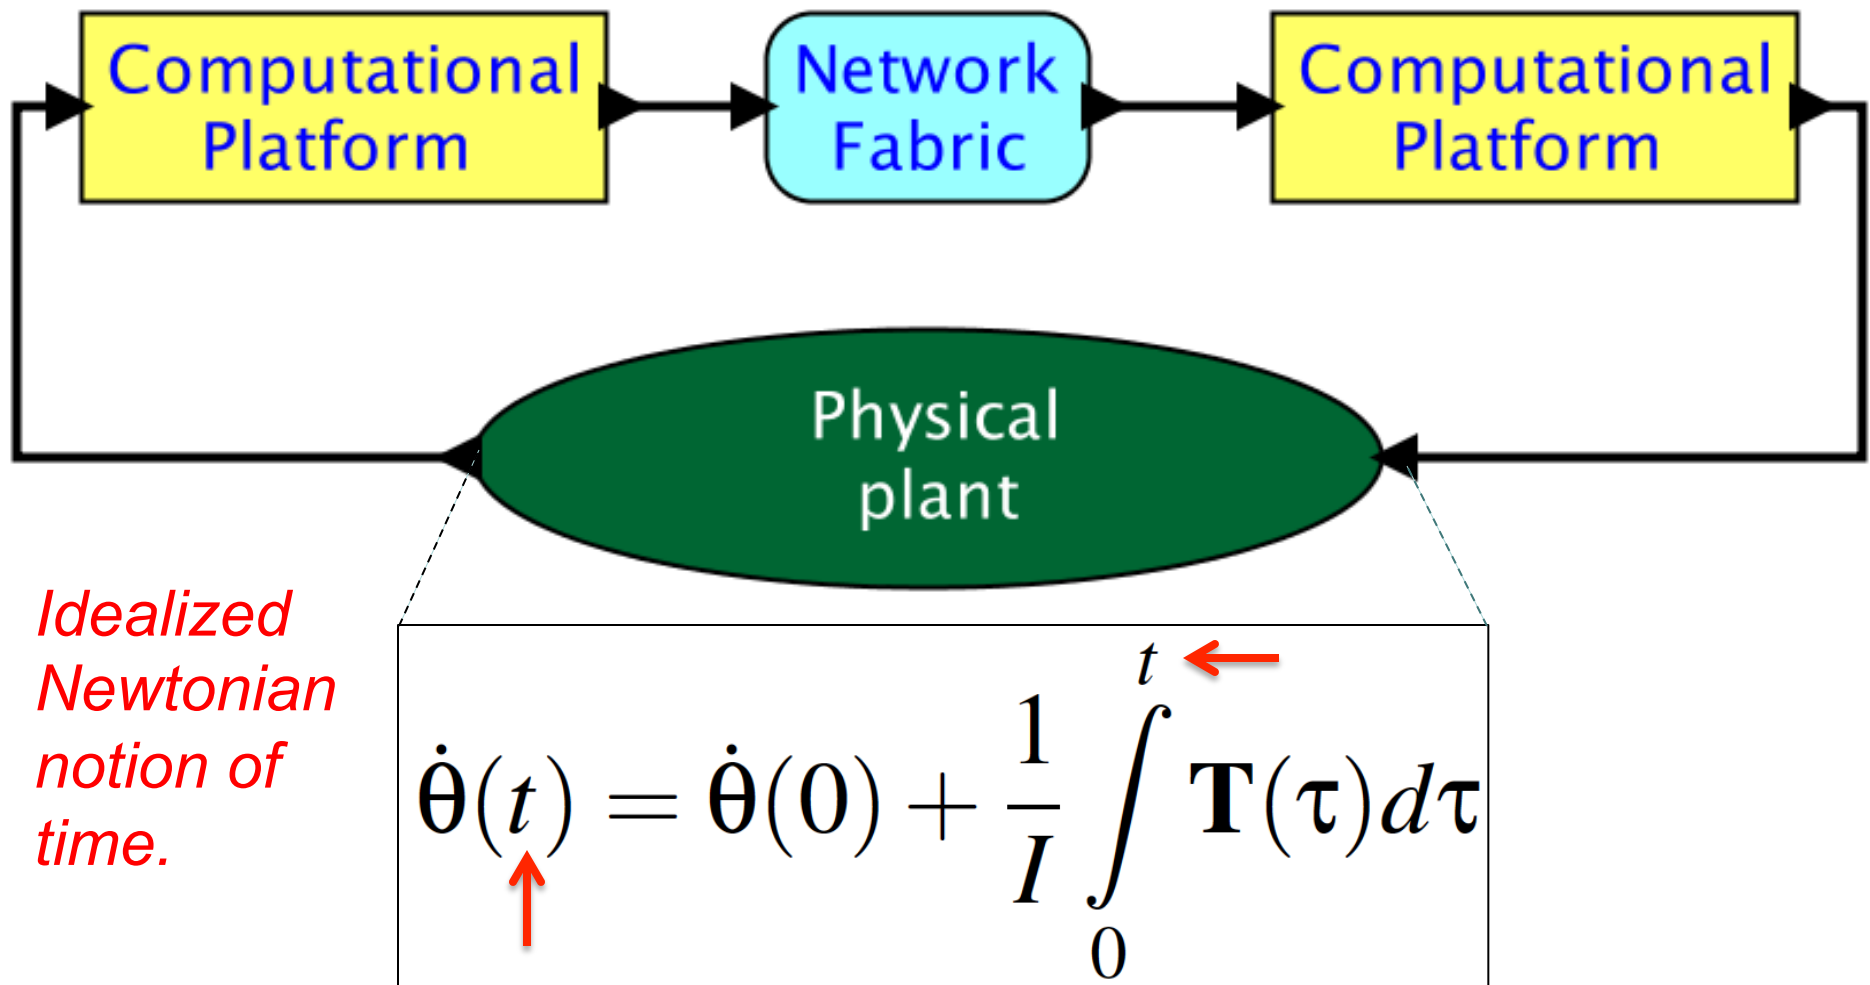 Computational
Platform
Network
Fabric
Computational
Platform
Physical
plant
Idealized
Newtonian
notion of
time.
θ̇(t) = θ̇(0) + 1/I ∫₀ᵗ T(τ)dτ